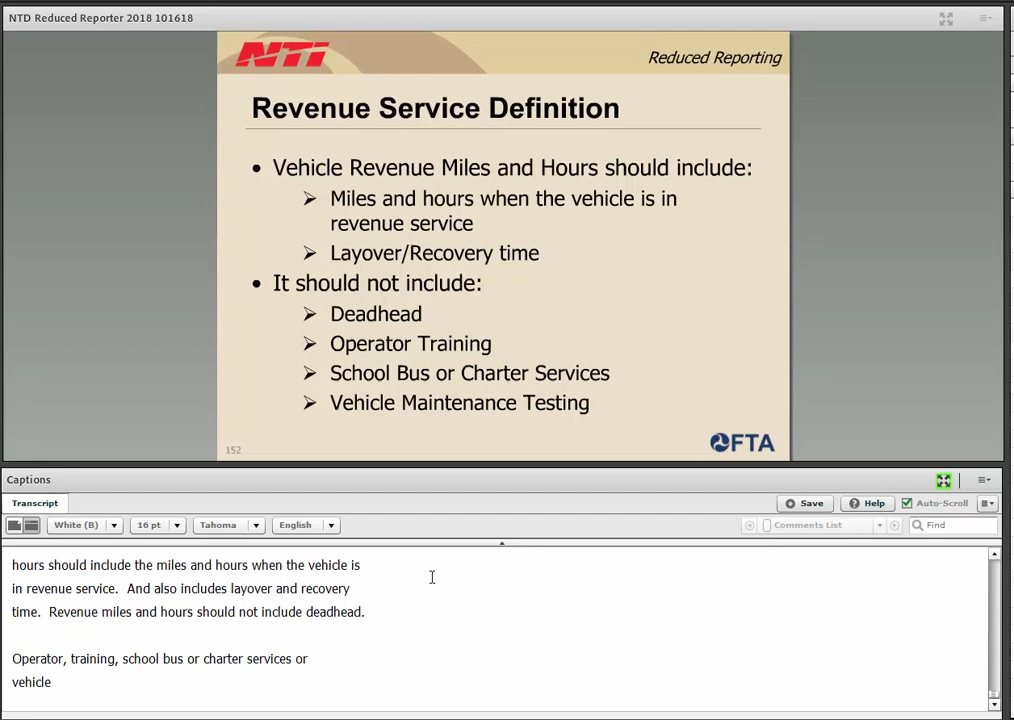 NTD Reduced Reporter 2018 101618
NTI
Reduced Reporting
Revenue Service Definition
• Vehicle Revenue Miles and Hours should include:
➢ Miles and hours when the vehicle is in
revenue service
➢ Layover/Recovery time
• It should not include:
➢ Deadhead
➢ Operator Training
➢ School Bus or Charter Services
➢ Vehicle Maintenance Testing
152
FTA
Captions
Transcript
Save
Help
Auto-Scroll
White (B)
16 pt
Tahoma
English
Comments List
Find
hours should include the miles and hours when the vehicle is
in revenue service.  And also includes layover and recovery
time.  Revenue miles and hours should not include deadhead.
Operator, training, school bus or charter services or
vehicle